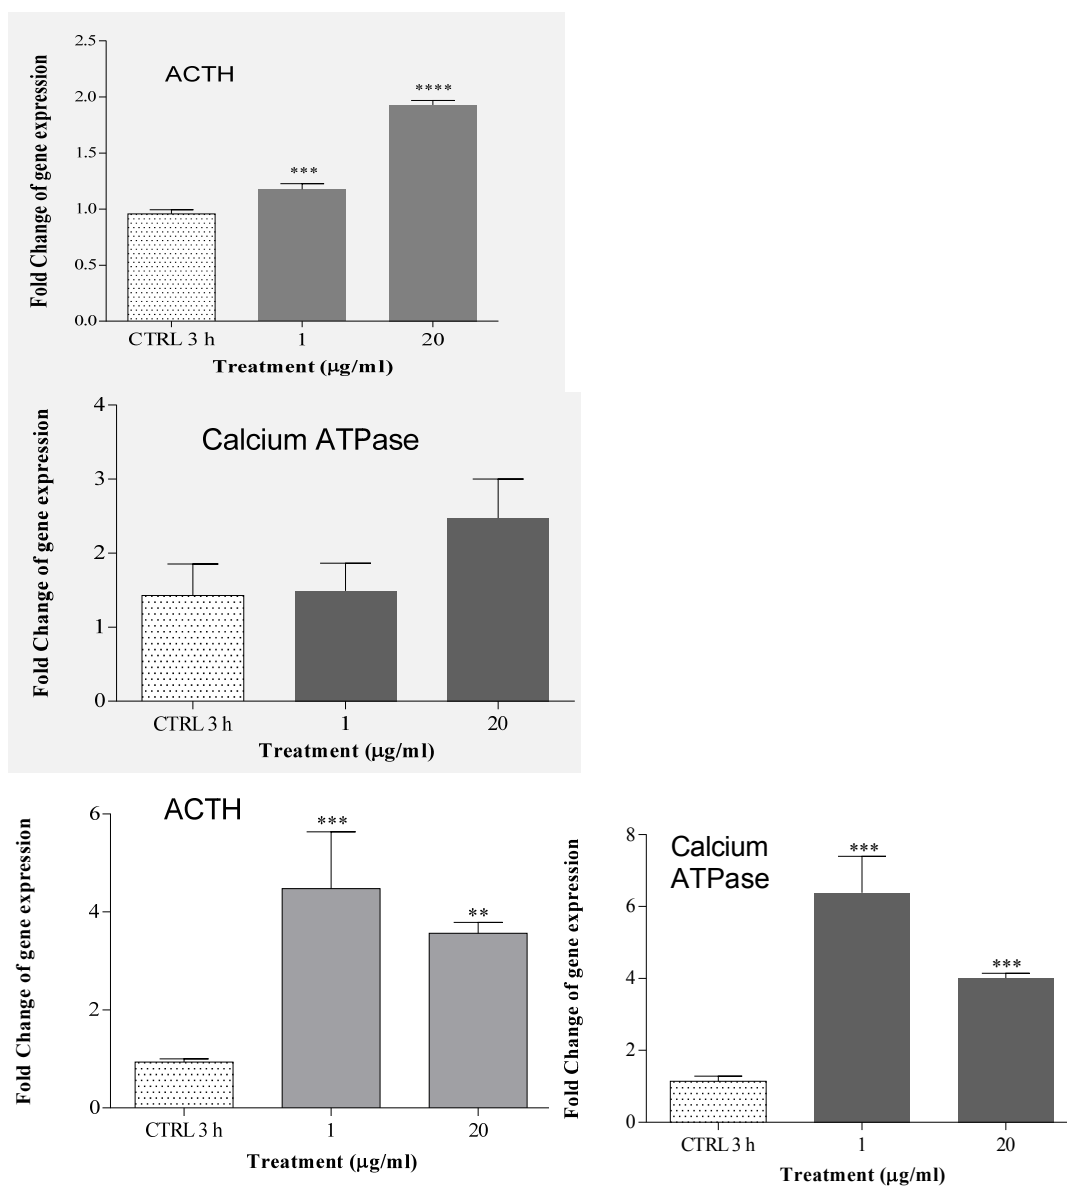 ACTH
Fold Change of gene expression
2.5
2.0
1.5
1.0
0.5
0.0
***
****
CTRL 3 h 1 20
Treatment (μg/ml)
Calcium ATPase
Fold Change of gene expression
4
3
2
1
0
CTRL 3 h 1 20
Treatment (μg/ml)
ACTH
Fold Change of gene expression
6
4
2
0
***
**
CTRL 3 h 1 20
Treatment (μg/ml)
Calcium
ATPase
Fold Change of gene expression
8
6
4
2
0
***
***
CTRL 3 h 1 20
Treatment (μg/ml)